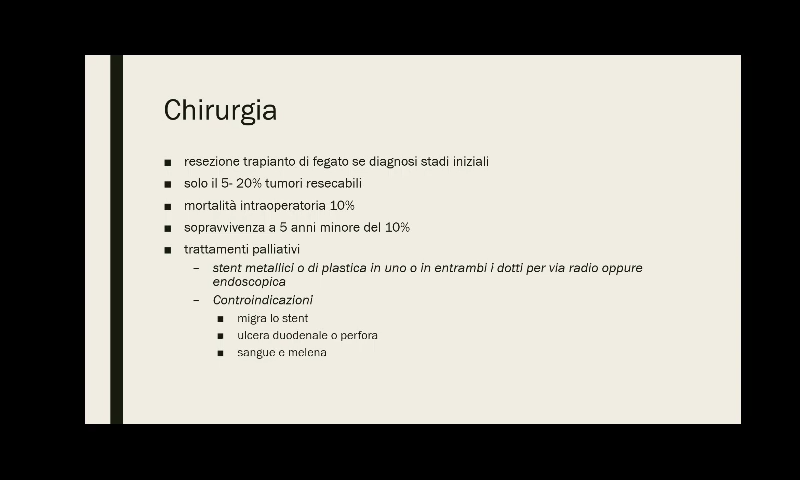 Chirurgia
■ resezione trapianto di fegato se diagnosi stadi iniziali
■ solo il 5- 20% tumori resecabili
■ mortalità intraoperatoria 10%
■ sopravvivenza a 5 anni minore del 10%
■ trattamenti palliativi
– stent metallici o di plastica in uno o in entrambi i dotti per via radio oppure
endoscopica
– Controindicazioni
■ migra lo stent
■ ulcera duodenale o perfora
■ sangue e melena